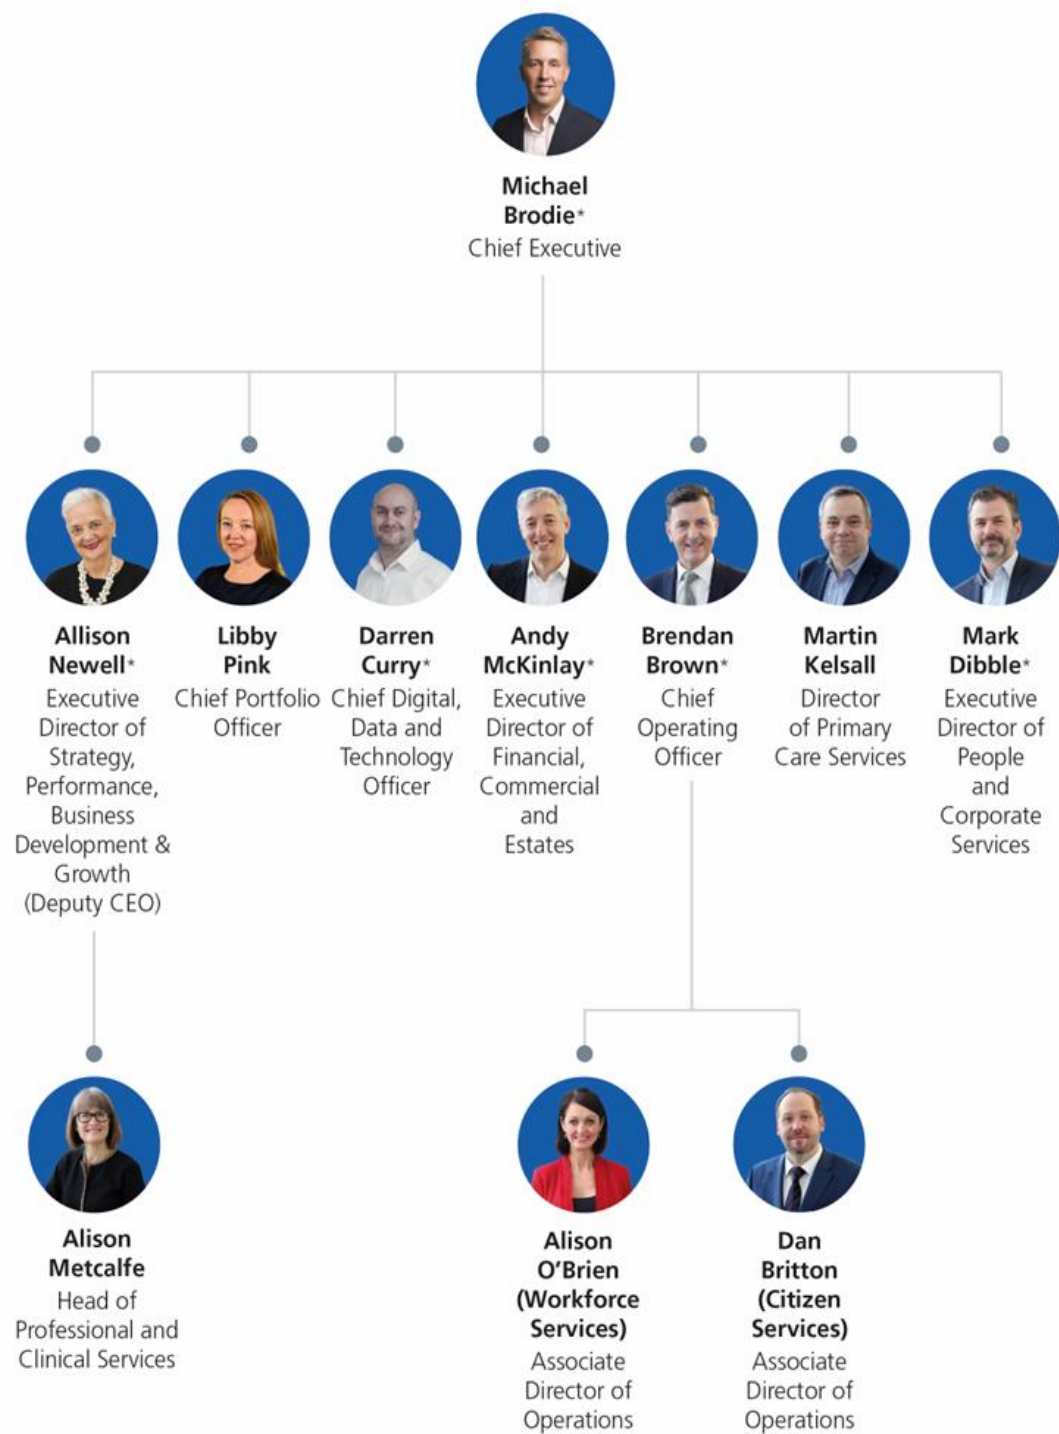 Michael
Brodie*
Chief Executive
Allison
Newell*
Executive
Director of
Strategy,
Performance,
Business
Development &
Growth
(Deputy CEO)
Libby
Pink
Chief Portfolio
Officer
Darren
Curry*
Chief Digital,
Data and
Technology
Officer
Andy
McKinlay*
Executive
Director of
Financial,
Commercial
and
Estates
Brendan
Brown*
Chief
Operating
Officer
Martin
Kelsall
Director
of Primary
Care Services
Mark
Dibble*
Executive
Director of
People
and
Corporate
Services
Alison
Metcalfe
Head of
Professional and
Clinical Services
Alison
O’Brien
(Workforce
Services)
Associate
Director of
Operations
Dan
Britton
(Citizen
Services)
Associate
Director of
Operations